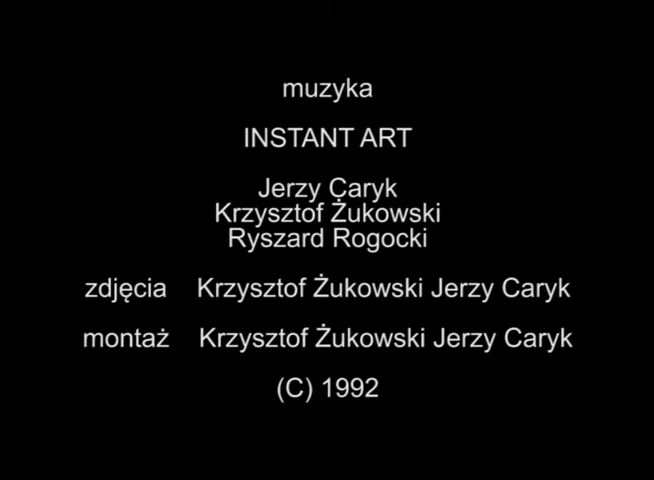 muzyka
INSTANT ART
Jerzy Caryk
Krzysztof Żukowski
Ryszard Rogocki
zdjęcia Krzysztof Żukowski Jerzy Caryk
montaż Krzysztof Żukowski Jerzy Caryk
(C) 1992